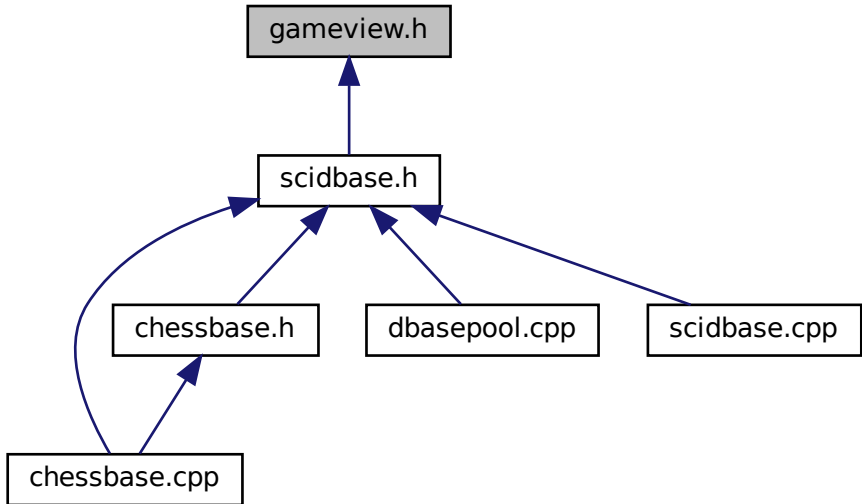 gameview.h
scidbase.h
chessbase.h
dbasepool.cpp
scidbase.cpp
chessbase.cpp